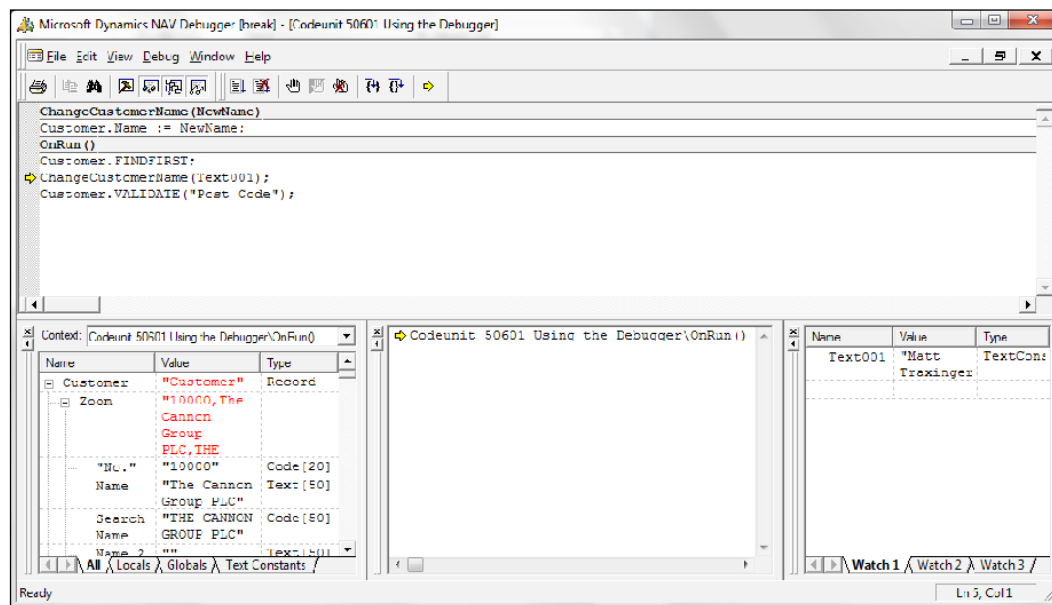 Microsoft Dynamics NAV Debugger [break] - [Codeunit 50601 Using the Debugger]
File Edit View Debug Window Help
ChangeCustomerName(NewName)
Customer.Name := NewName;
OnRun()
Customer.FINDFIRST;
ChangeCustomerName(Text001);
Customer.VALIDATE("Post Code");
Context: Codeunit 50601 Using the Debugger\OnRun()
Name Value Type
Customer "Customer" Record
Zoom "10000,The
Cannon
Group
PLC,THE
"No." "10000" Code[20]
Name "The Cannon Text[50]
Group PLC"
Search "THE CANNON Code[50]
Name GROUP PLC"
Name 2 "" Text[50]
All Locals Globals Text Constants
Codeunit 50601 Using the Debugger\OnRun()
Name Value Type
Text001 "Matt TextCons
Traxinger
Watch 1 Watch 2 Watch 3
Ready Ln 5, Col 1